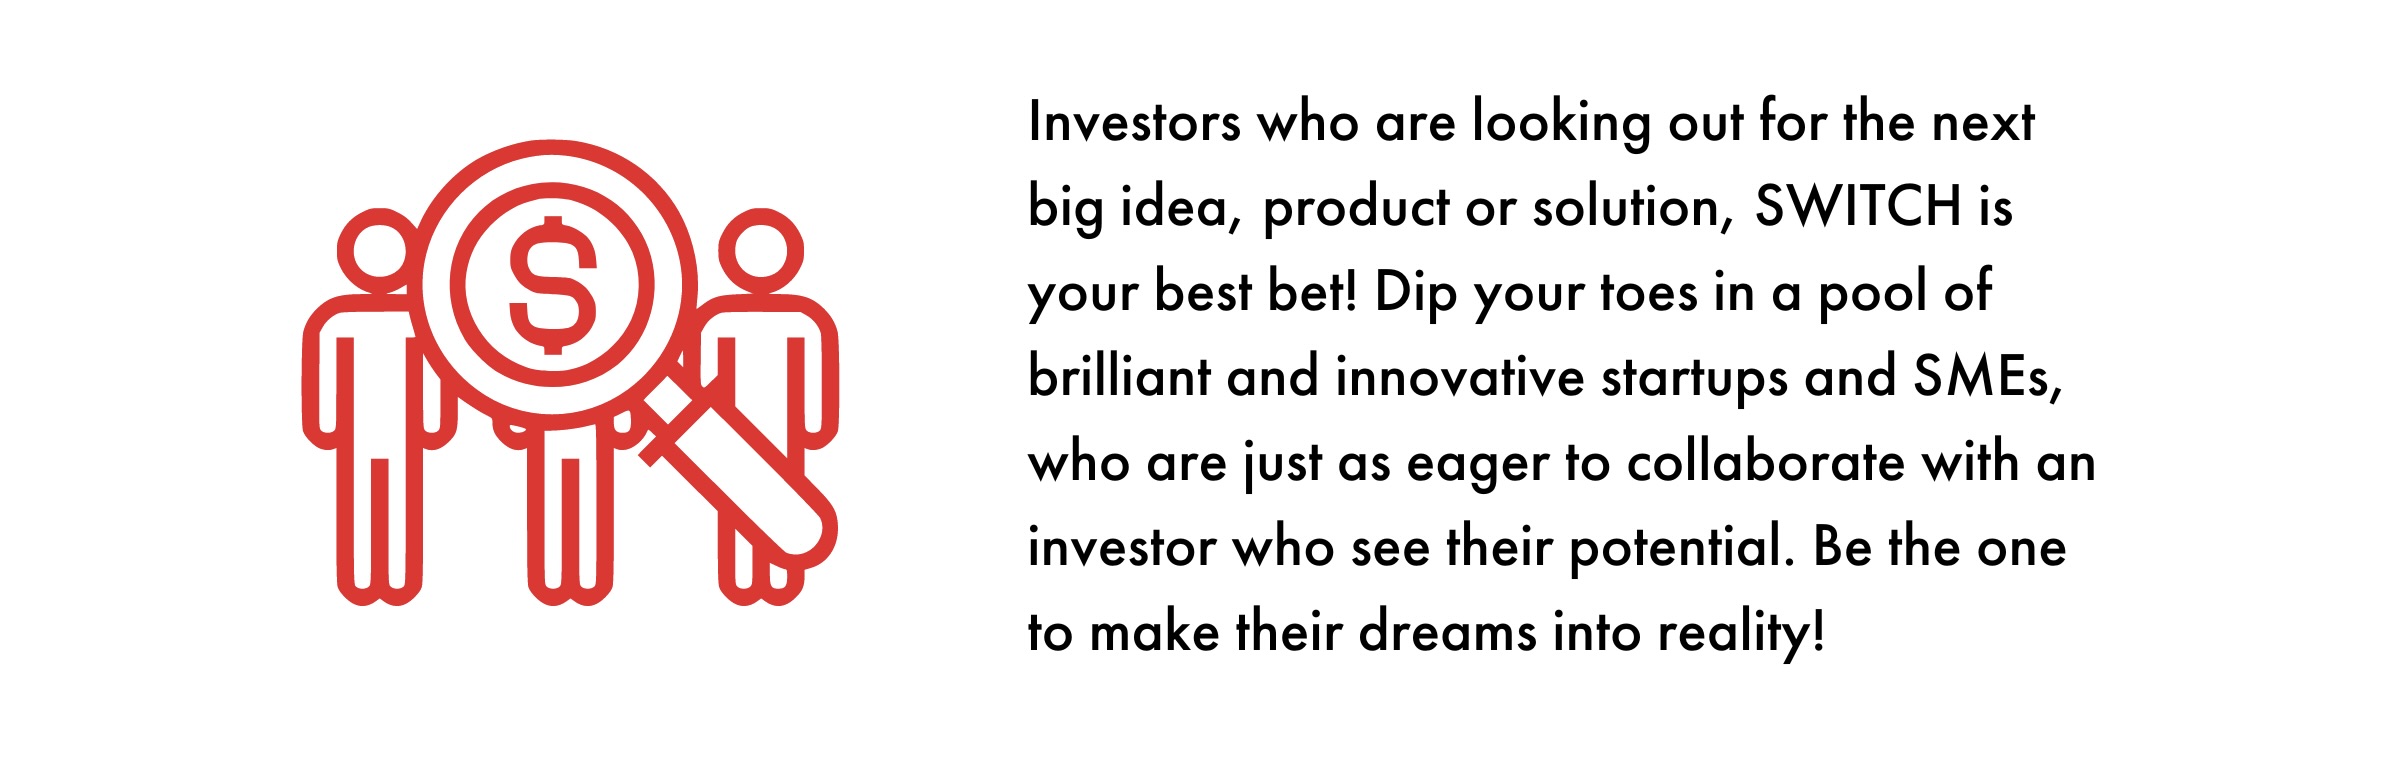 $
Investors who are looking out for the next
big idea, product or solution, SWITCH is
your best bet! Dip your toes in a pool of
brilliant and innovative startups and SMEs,
who are just as eager to collaborate with an
investor who see their potential. Be the one
to make their dreams into reality!